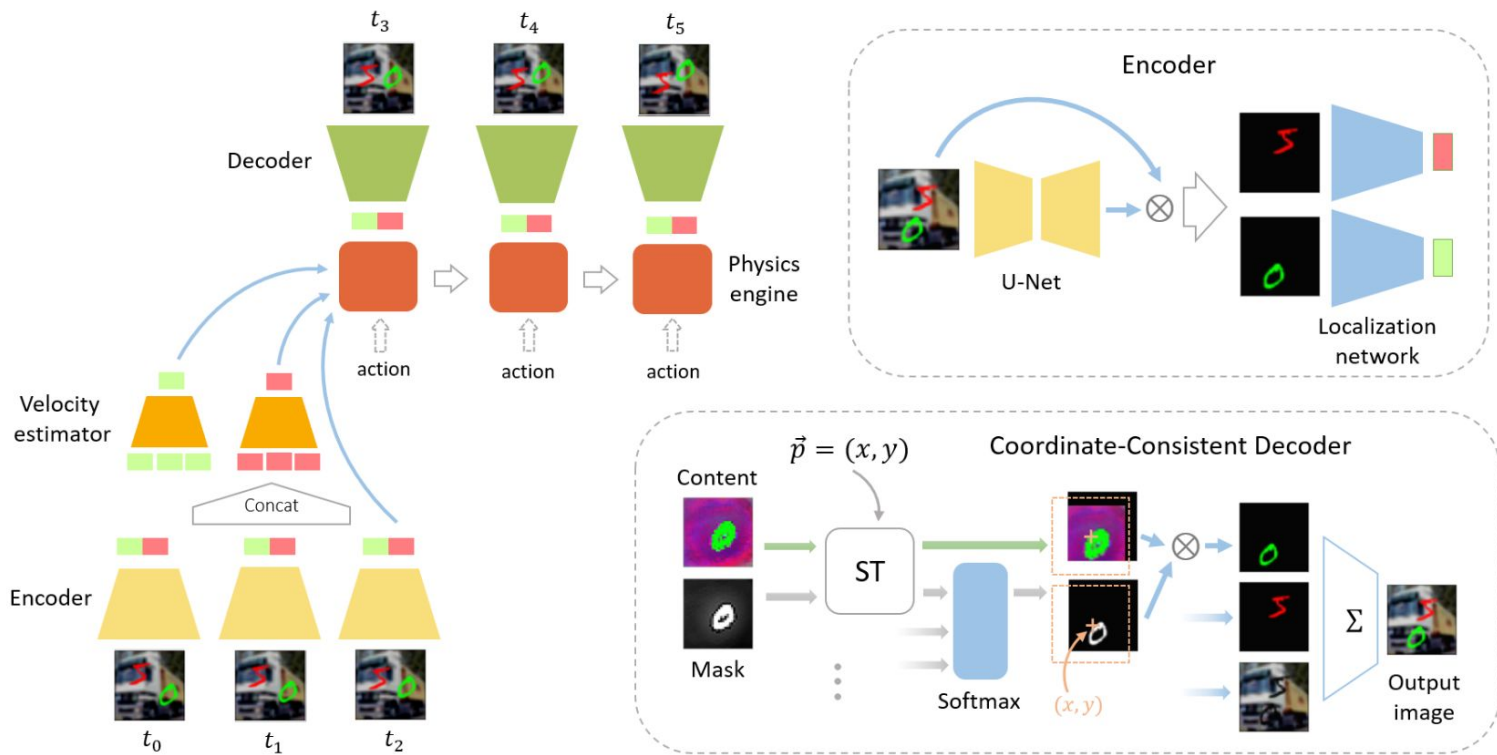 t₃
t₄
t₅
Decoder
Physics
engine
action
action
action
Velocity
estimator
Concat
Encoder
t₀
t₁
t₂
Encoder
U-Net
Localization
network
Coordinate-Consistent Decoder
p⃗ = (x, y)
Content
ST
Mask
Softmax
(x, y)
Σ
Output
image